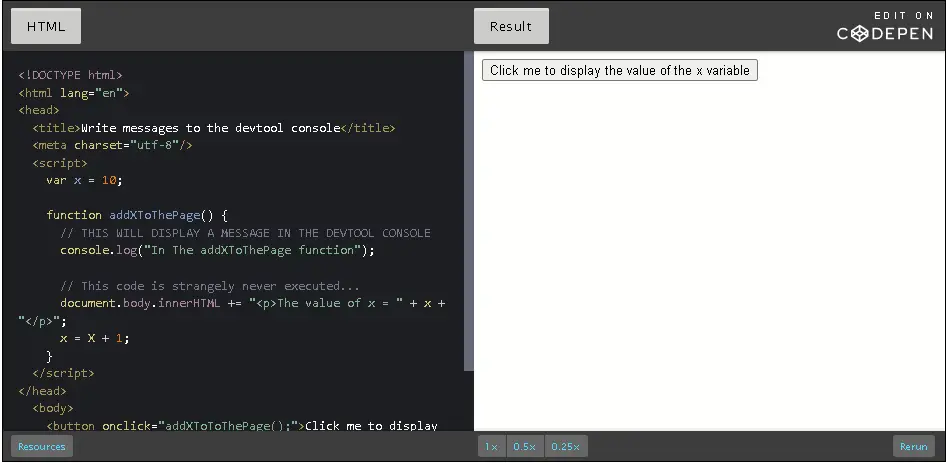 HTML
Result
EDIT ON
CODEPEN
<!DOCTYPE html>
<html lang="en">
<head>
<title>Write messages to the devtool console</title>
<meta charset="utf-8"/>
<script>
var x = 10;
function addXToThePage() {
// THIS WILL DISPLAY A MESSAGE IN THE DEVTOOL CONSOLE
console.log("In The addXToThePage function");
// This code is strangely never executed...
document.body.innerHTML += "<p>The value of x = " + x +
"</p>";
x = X + 1;
}
</script>
</head>
<body>
<button onclick="addXToToThePage();">Click me to display
Click me to display the value of the x variable
Resources
1x
0.5x
0.25x
Rerun